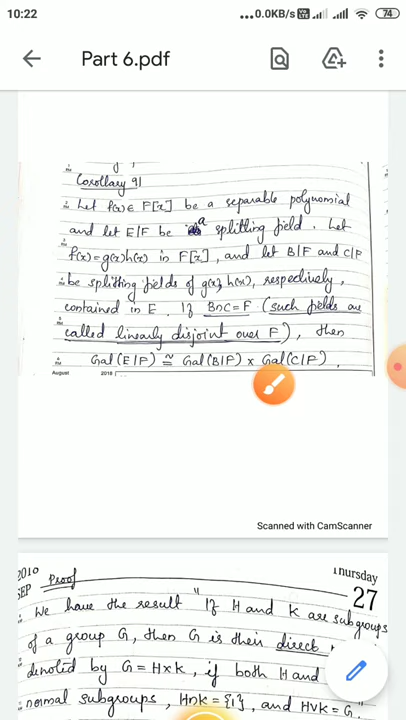 10:22
...0.0KB/s
74
Part 6.pdf
Corollary 91
Let f(x) ∈ F[x] be a separable polynomial
and let E|F be a splitting field. Let
f(x)=g(x)h(x) in F[x], and let B|F and C|F
be splitting fields of g(x), h(x), respectively,
contained in E. If B∩C=F (such fields are
called linearly disjoint over F), then
Gal(E|F) ≅ Gal(B|F) × Gal(C|F).
August 2018
Scanned with CamScanner
2010
SEP
Proof
Thursday
27
We have the result "If H and K are subgroups
of a group G, then G is their direct
denoted by G = H×K, if both H and
normal subgroups, H∩K = {1}, and H∨K = G.